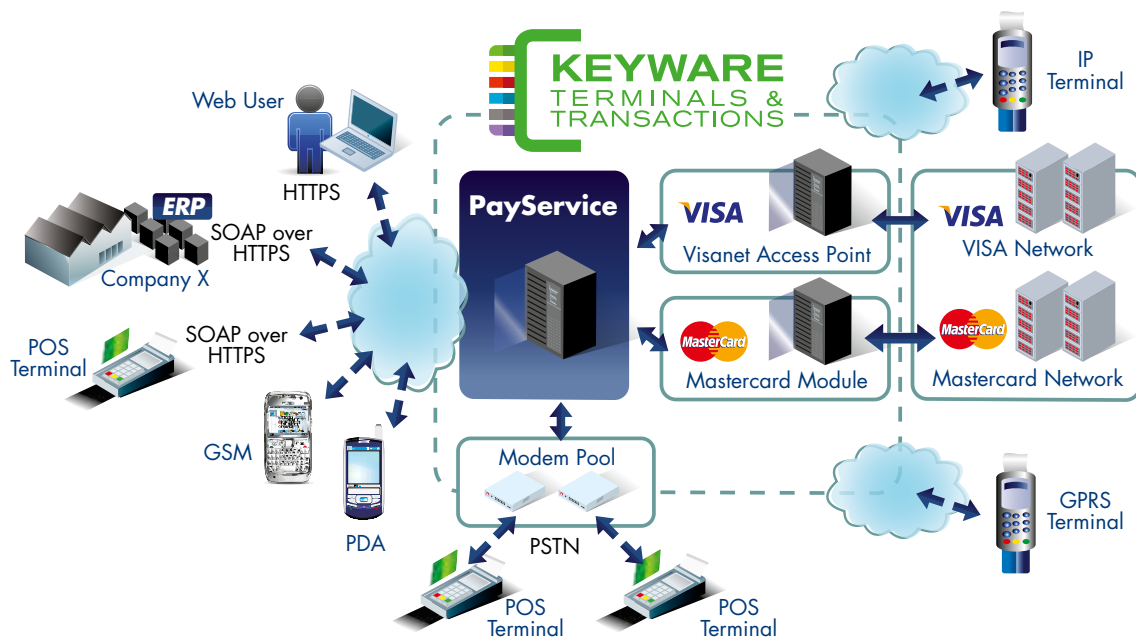 KEYWARE
TERMINALS &
TRANSACTIONS
IP
Terminal
Web User
HTTPS
ERP
SOAP over
HTTPS
Company X
PayService
VISA
Visanet Access Point
VISA
VISA Network
POS
Terminal
SOAP over
HTTPS
MasterCard
Mastercard Module
MasterCard
Mastercard Network
GSM
PDA
Modem Pool
PSTN
GPRS
Terminal
POS
Terminal
POS
Terminal